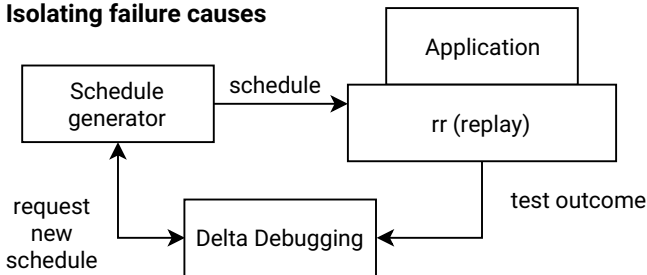 Isolating failure causes
Application
schedule
Schedule
generator
rr (replay)
request
new
schedule
Delta Debugging
test outcome